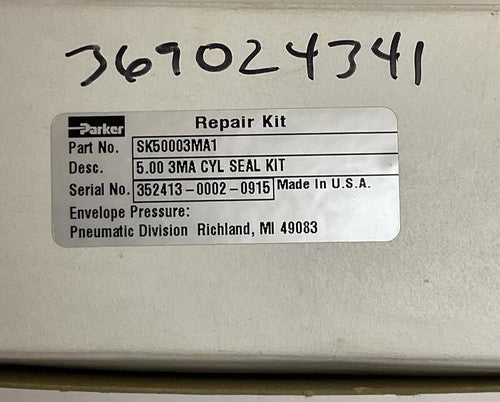 369024341
Parker Repair Kit
Part No. SK50003MA1
Desc. 5.00 3MA CYL SEAL KIT
Serial No. 352413-0002-0915 Made In U.S.A.
Envelope Pressure:
Pneumatic Division Richland, MI 49083